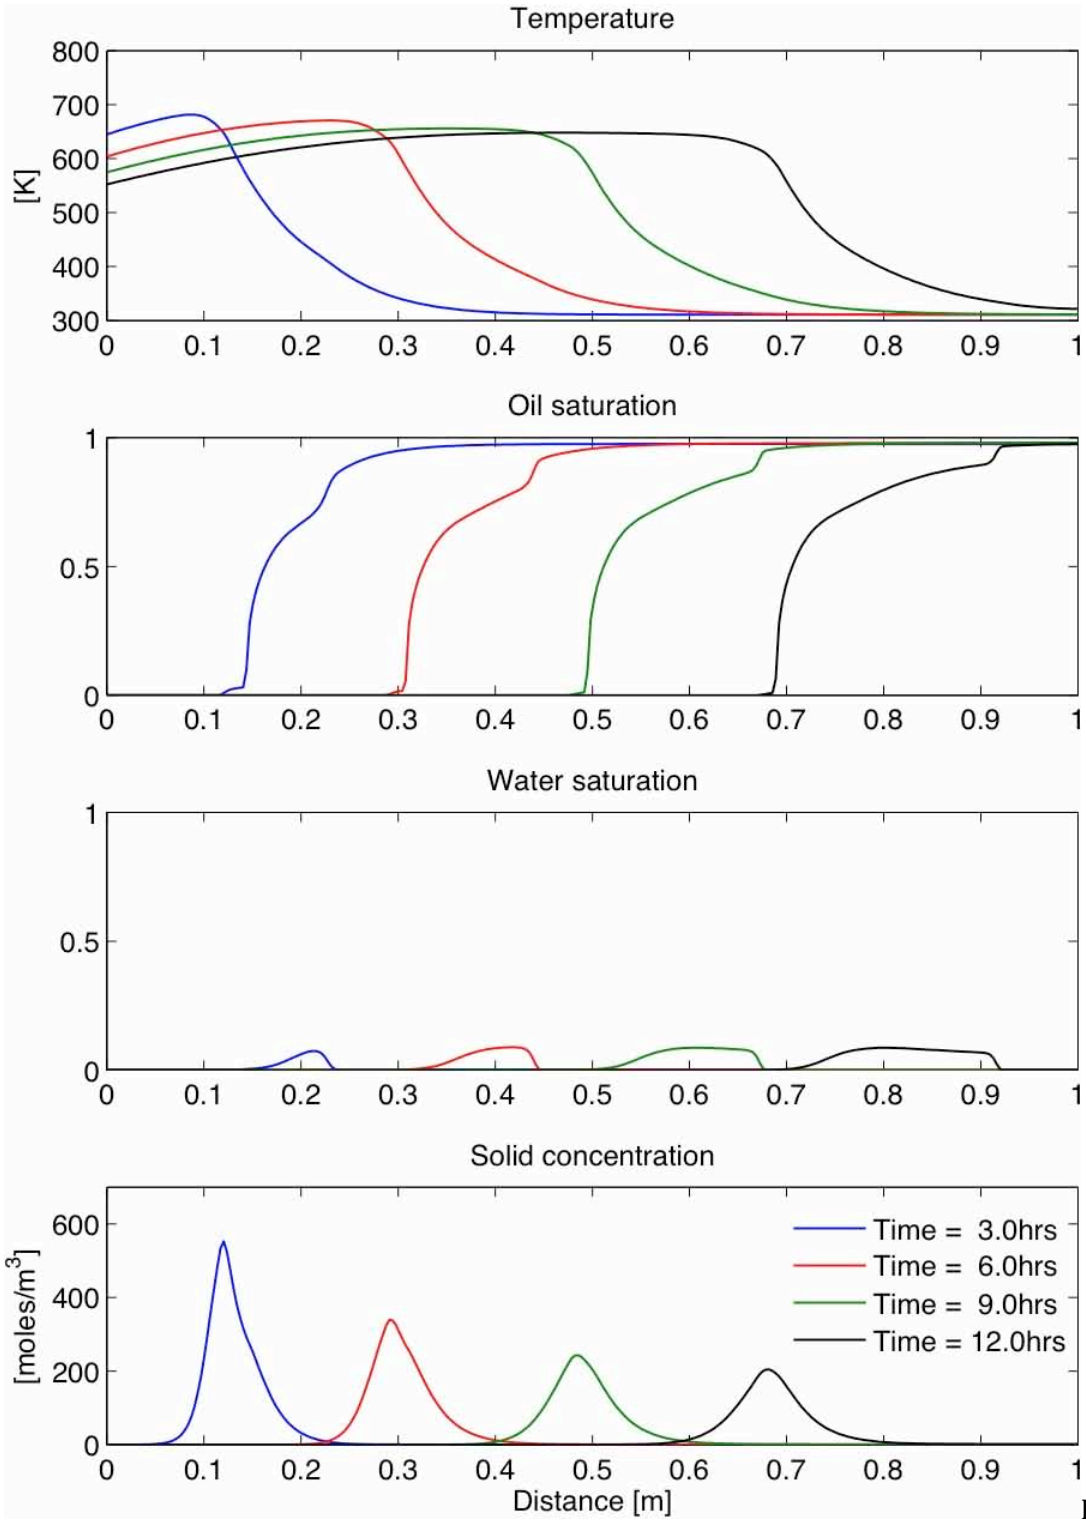 Temperature
800
700
600
500
400
300
[K]
0 0.1 0.2 0.3 0.4 0.5 0.6 0.7 0.8 0.9 1
Oil saturation
1
0.5
0
0 0.1 0.2 0.3 0.4 0.5 0.6 0.7 0.8 0.9 1
Water saturation
1
0.5
0
0 0.1 0.2 0.3 0.4 0.5 0.6 0.7 0.8 0.9 1
Solid concentration
600
400
200
0
[moles/m³]
Time = 3.0hrs
Time = 6.0hrs
Time = 9.0hrs
Time = 12.0hrs
0 0.1 0.2 0.3 0.4 0.5 0.6 0.7 0.8 0.9 1
Distance [m]